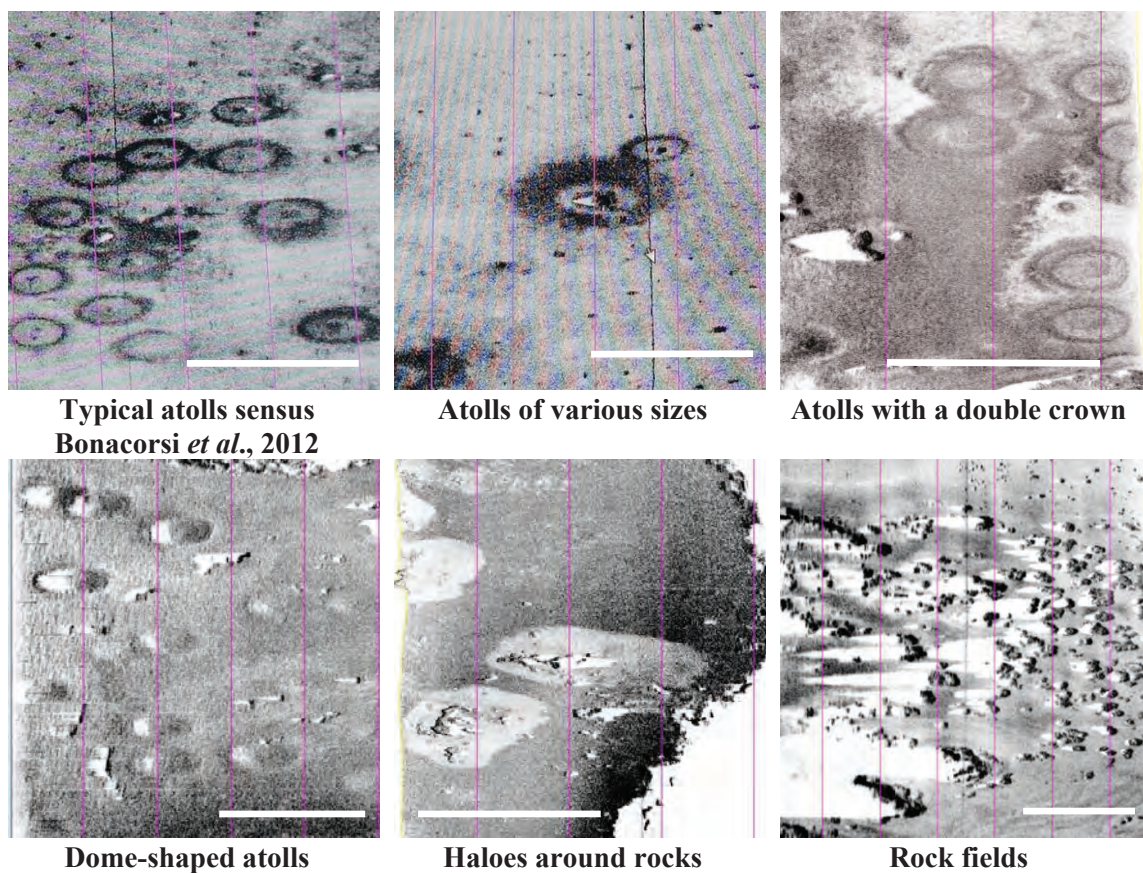 Typical atolls sensus
Bonacorsi et al., 2012
Atolls of various sizes
Atolls with a double crown
Dome-shaped atolls
Haloes around rocks
Rock fields